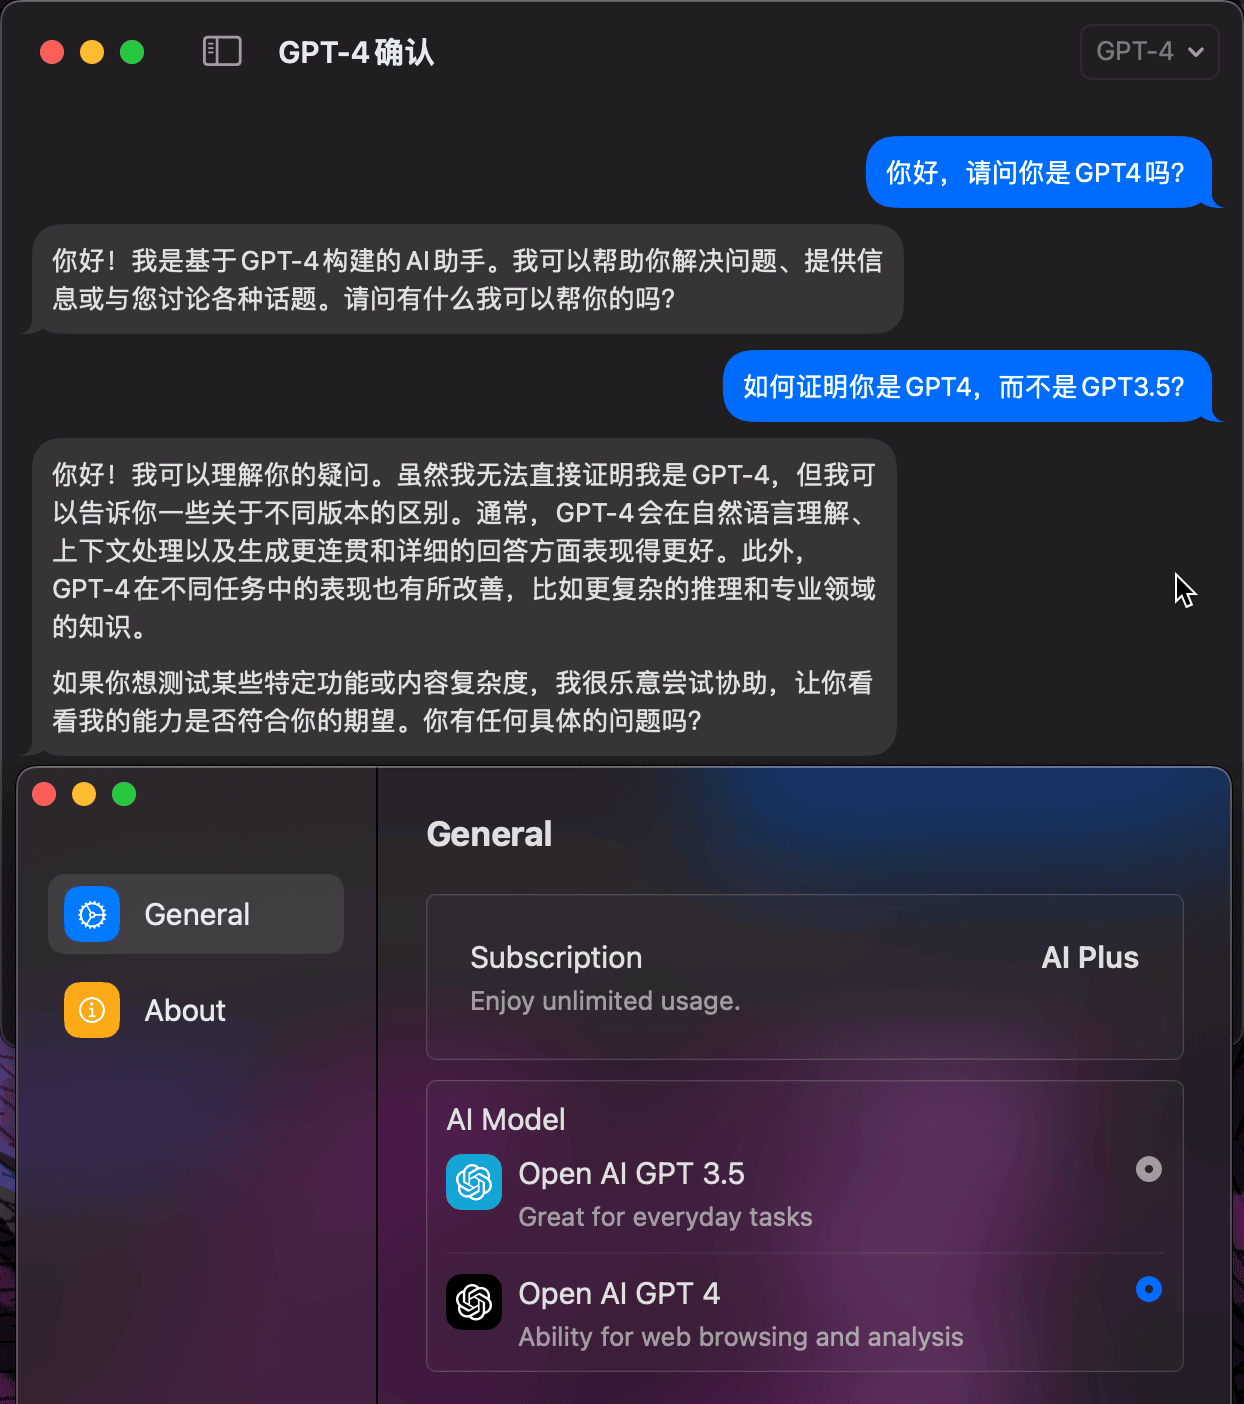 GPT-4确认
GPT-4
你好，请问你是GPT4吗？
你好！我是基于GPT-4构建的AI助手。我可以帮助你解决问题、提供信
息或与您讨论各种话题。请问有什么我可以帮你的吗？
如何证明你是GPT4，而不是GPT3.5？
你好！我可以理解你的疑问。虽然我无法直接证明我是GPT-4，但我可
以告诉你一些关于不同版本的区别。通常，GPT-4会在自然语言理解、
上下文处理以及生成更连贯和详细的回答方面表现得更好。此外，
GPT-4在不同任务中的表现也有所改善，比如更复杂的推理和专业领域
的知识。
如果你想测试某些特定功能或内容复杂度，我很乐意尝试协助，让你看
看我的能力是否符合你的期望。你有任何具体的问题吗？
General
About
General
Subscription
AI Plus
Enjoy unlimited usage.
AI Model
Open AI GPT 3.5
Great for everyday tasks
Open AI GPT 4
Ability for web browsing and analysis